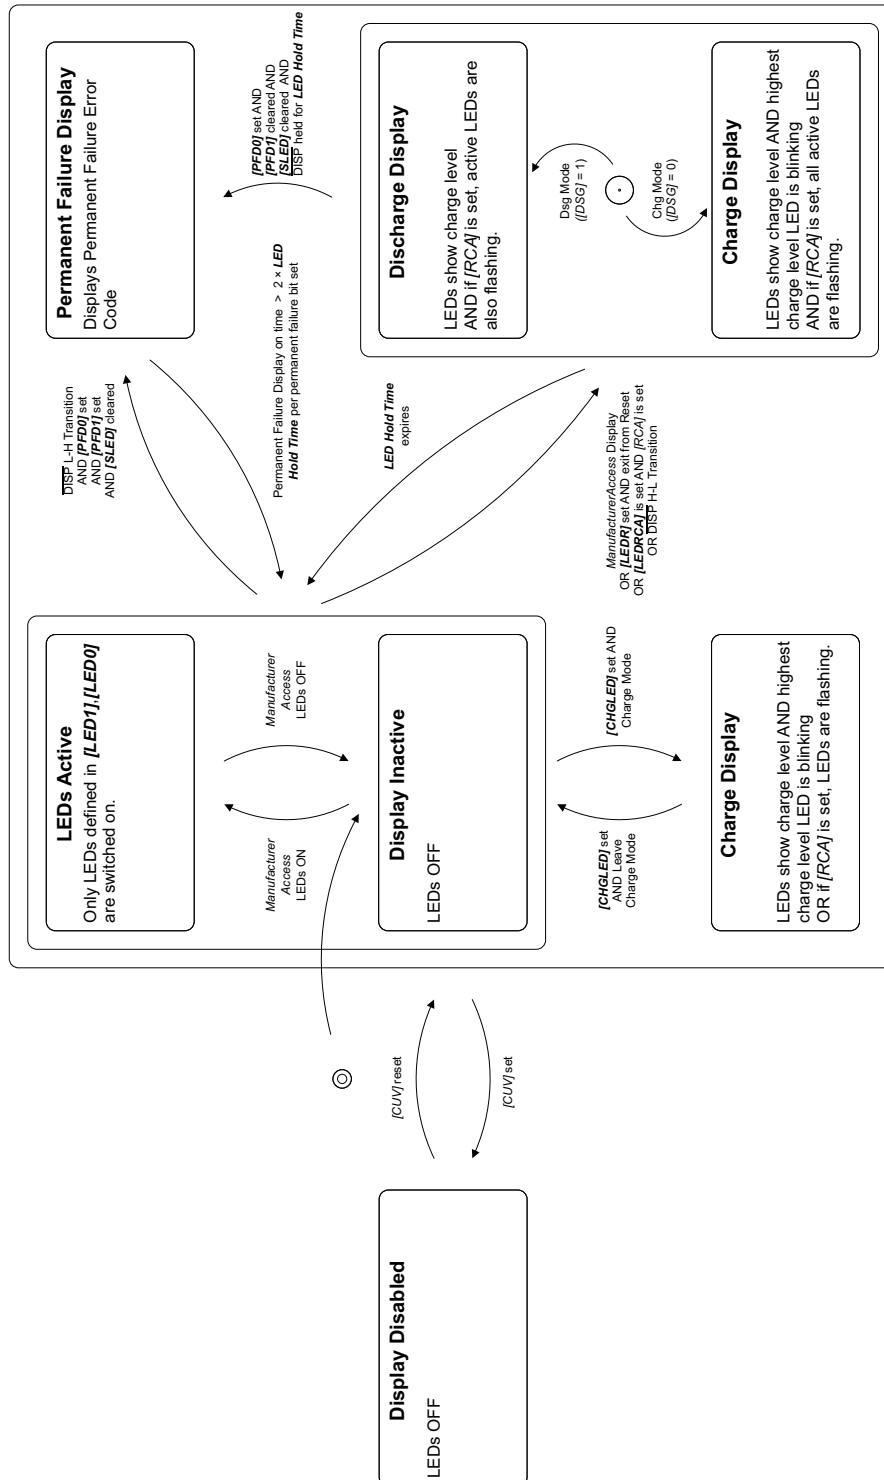 Display Disabled
LEDs OFF
[CUV] reset
[CUV] set
LEDs Active
Only LEDs defined in [LED1],[LED0]
are switched on.
Manufacturer
Access
LEDs ON
Manufacturer
Access
LEDs OFF
Display Inactive
LEDs OFF
[CHGLED] set
AND Leave
Charge Mode
[CHGLED] set AND
Charge Mode
Charge Display
LEDs show charge level AND highest
charge level LED is blinking
OR if [RCA] is set, LEDs are flashing.
DISP L-H Transition
AND [PFD0] set
AND [PFD1] set
AND [SLED] cleared
Permanent Failure Display on time > 2 × LED
Hold Time per permanent failure bit set
LED Hold Time
expires
ManufacturerAccess Display
OR [LEDR] set AND exit from Reset
OR [LEDRCA] is set AND [RCA] is set
OR DISP H-L Transition
Permanent Failure Display
Displays Permanent Failure Error
Code
[PFD0] set AND
[PFD1] cleared AND
[SLED] cleared AND
DISP held for LED Hold Time
Discharge Display
LEDs show charge level
AND if [RCA] is set, active LEDs are
also flashing.
Dsg Mode
([DSG] = 1)
Chg Mode
([DSG] = 0)
Charge Display
LEDs show charge level AND highest
charge level LED is blinking
AND if [RCA] is set, all active LEDs
are flashing.